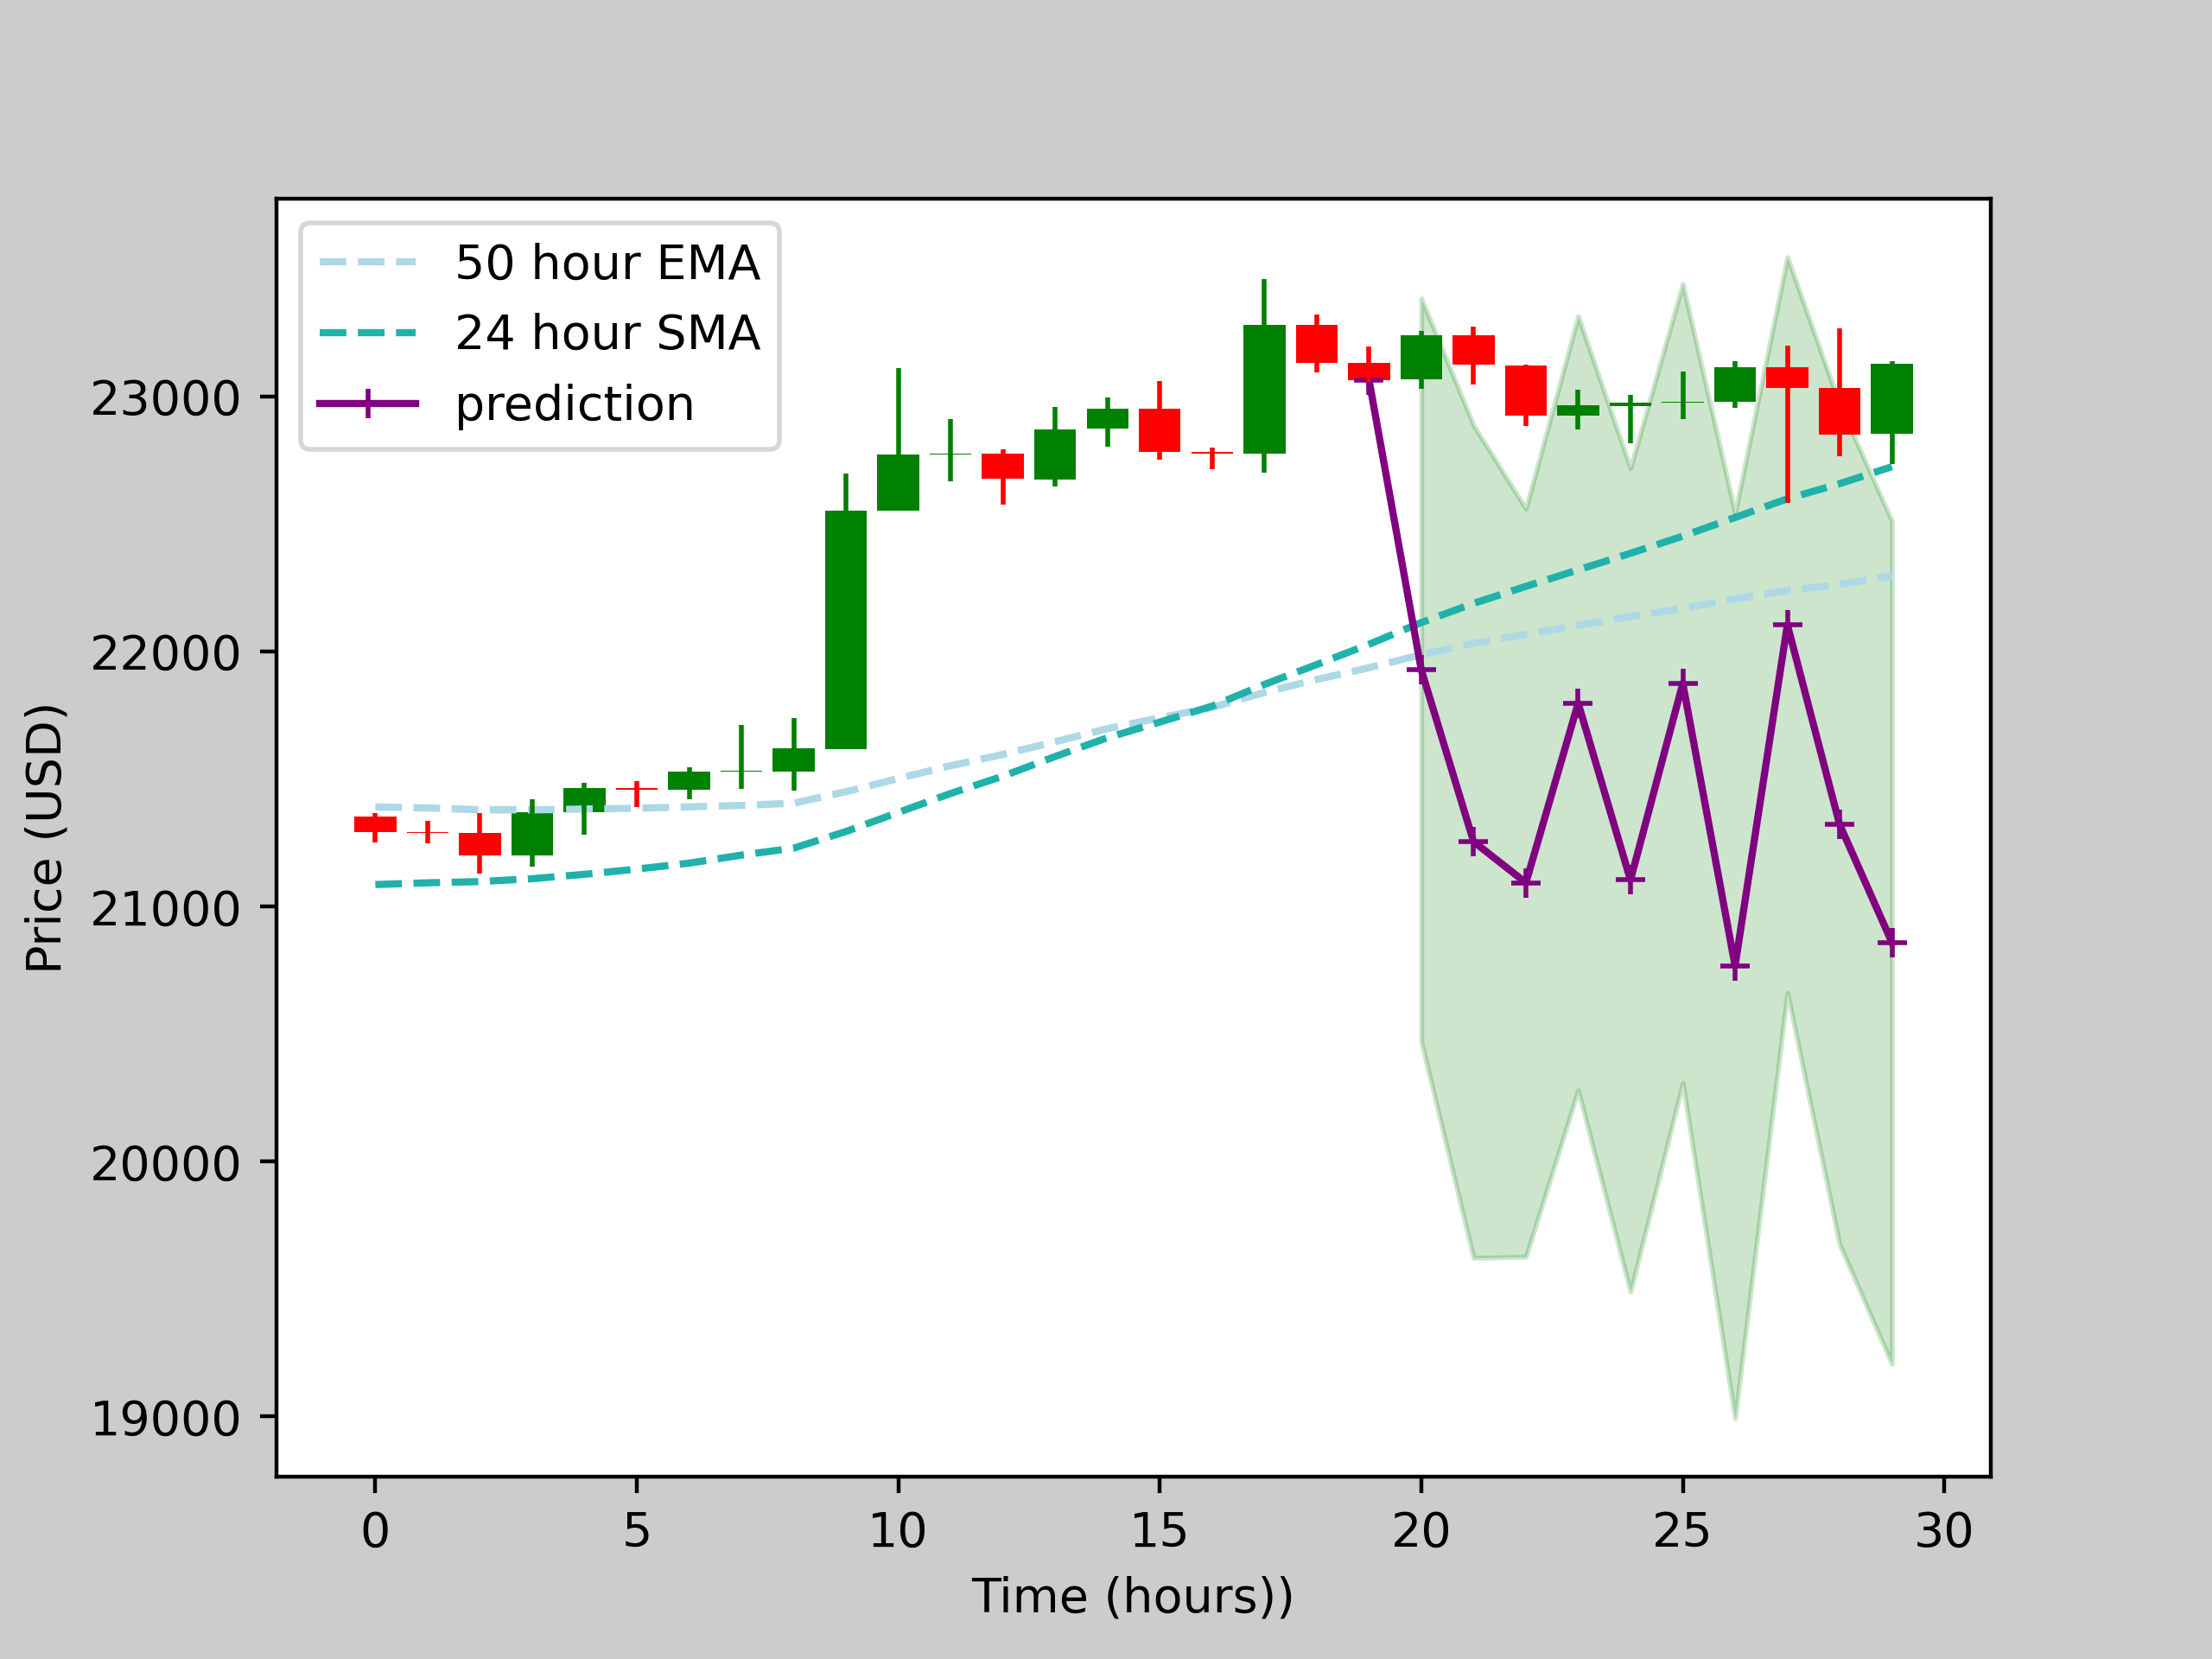 50 hour EMA
24 hour SMA
prediction
Price (USD)
23000
22000
21000
20000
19000
0 5 10 15 20 25 30
Time (hours))